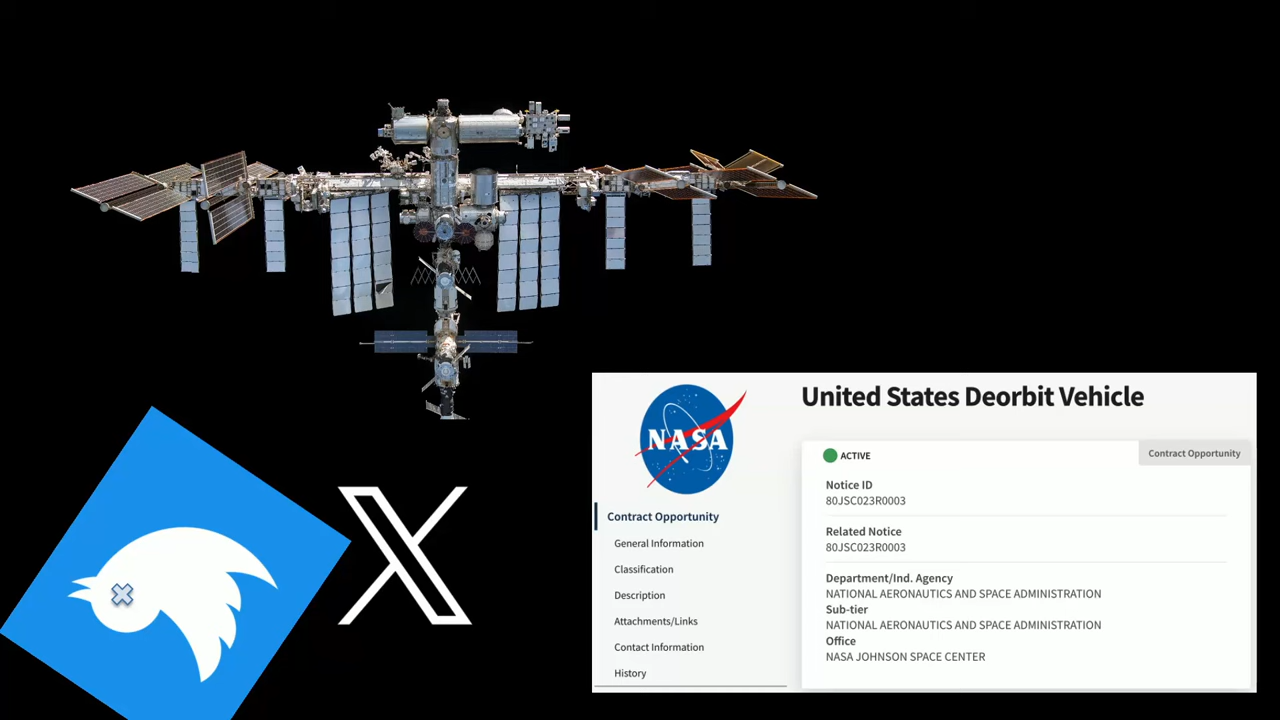 United States Deorbit Vehicle
NASA
ACTIVE
Contract Opportunity
Notice ID
80JSC023R0003
Related Notice
80JSC023R0003
Department/Ind. Agency
NATIONAL AERONAUTICS AND SPACE ADMINISTRATION
Sub-tier
NATIONAL AERONAUTICS AND SPACE ADMINISTRATION
Office
NASA JOHNSON SPACE CENTER
Contract Opportunity
General Information
Classification
Description
Attachments/Links
Contact Information
History
X